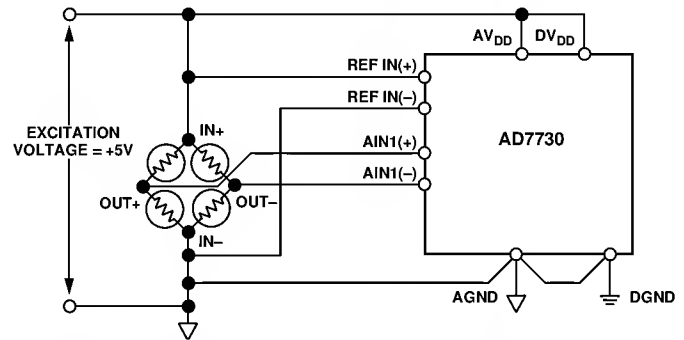 AVDD DVDD
REF IN(+)
REF IN(–)
EXCITATION
VOLTAGE = +5V
IN+
AIN1(+)
AD7730
AIN1(–)
OUT+
OUT–
IN–
AGND
DGND